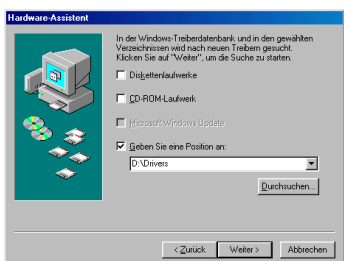 Hardware-Assistent
In der Windows-Treiberdatenbank und in den gewählten
Verzeichnissen wird nach neuen Treibern gesucht.
Klicken Sie auf "Weiter", um die Suche zu starten.
Diskettenlaufwerke
CD-ROM-Laufwerk
Microsoft Windows Update
Geben Sie eine Position an:
D:\Drivers
Durchsuchen...
< Zurück
Weiter >
Abbrechen